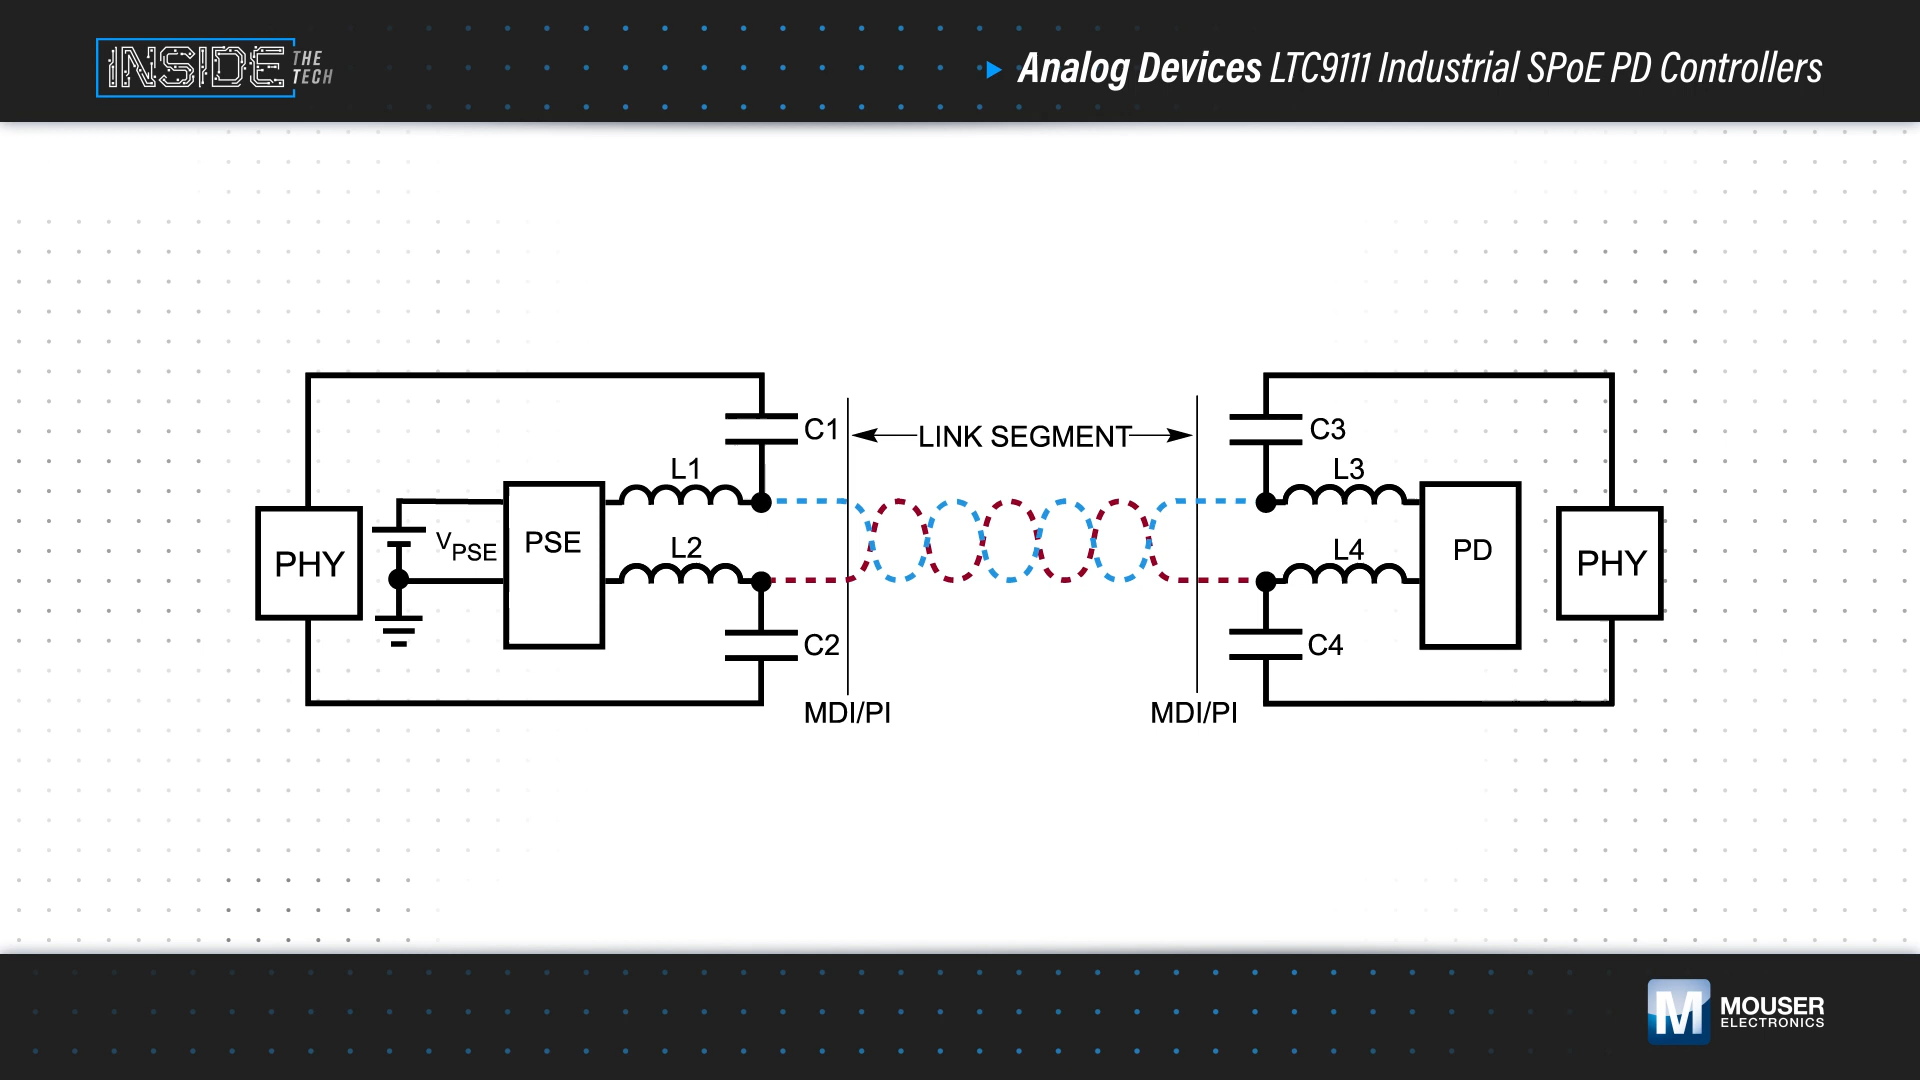 INSIDE THE TECH
Analog Devices LTC9111 Industrial SPoE PD Controllers
C1
LINK SEGMENT
C3
L1
L3
PHY
VPSE
PSE
L2
L4
PD
PHY
C2
C4
MDI/PI
MDI/PI
M
MOUSER
ELECTRONICS